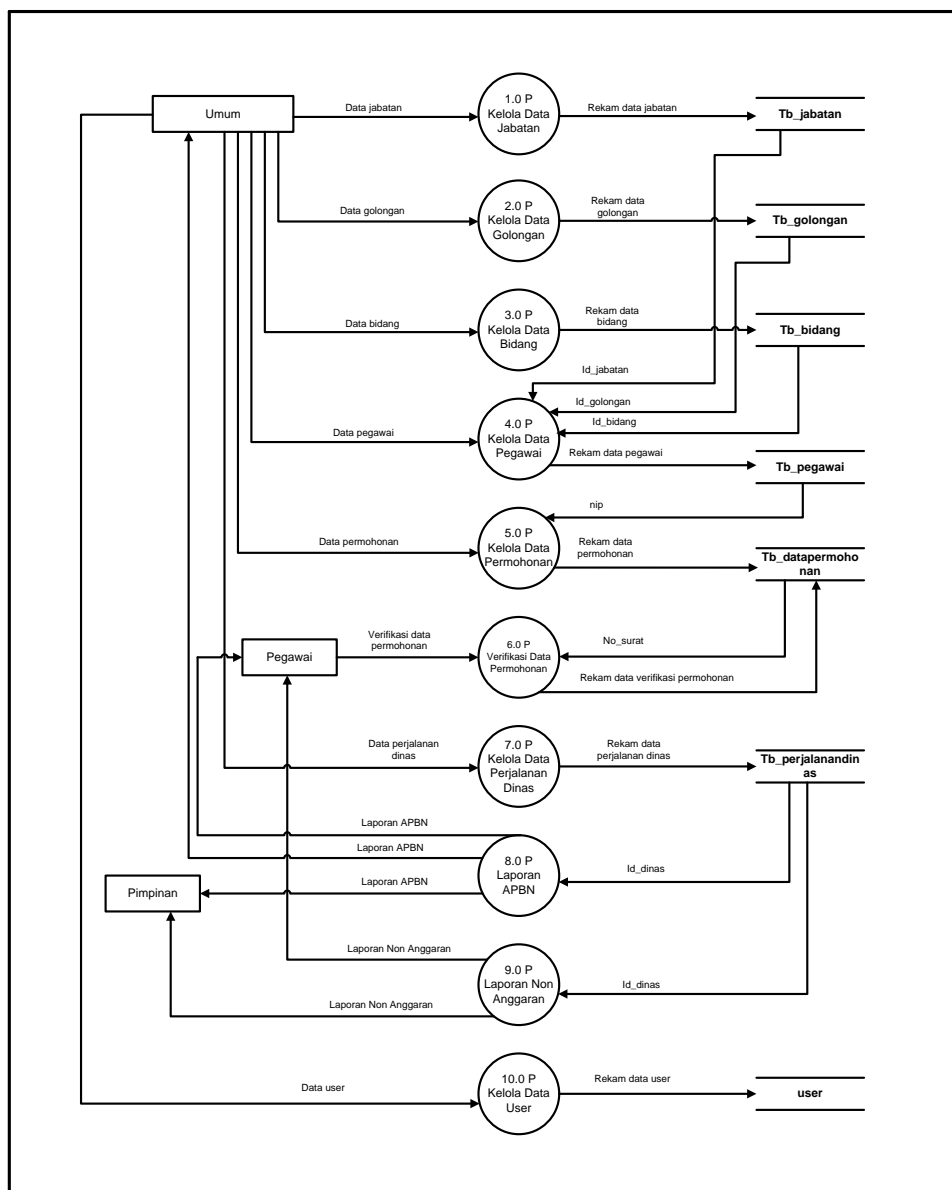 Umum
Data jabatan
1.0 P
Kelola Data
Jabatan
Rekam data jabatan
Tb_jabatan
Data golongan
2.0 P
Kelola Data
Golongan
Rekam data
golongan
Tb_golongan
Data bidang
3.0 P
Kelola Data
Bidang
Rekam data
bidang
Tb_bidang
Id_jabatan
Id_golongan
Id_bidang
Data pegawai
4.0 P
Kelola Data
Pegawai
Rekam data pegawai
Tb_pegawai
nip
Data permohonan
5.0 P
Kelola Data
Permohonan
Rekam data
permohonan
Tb_datapermoho
nan
Pegawai
Verifikasi data
permohonan
6.0 P
Verifikasi Data
Permohonan
No_surat
Rekam data verifikasi permohonan
Data perjalanan
dinas
7.0 P
Kelola Data
Perjalanan
Dinas
Rekam data
perjalanan dinas
Tb_perjalanandi
nas
Laporan APBN
Laporan APBN
Laporan APBN
8.0 P
Laporan
APBN
Id_dinas
Pimpinan
Laporan Non Anggaran
Laporan Non Anggaran
9.0 P
Laporan Non
Anggaran
Id_dinas
Data user
10.0 P
Kelola Data
User
Rekam data user
user